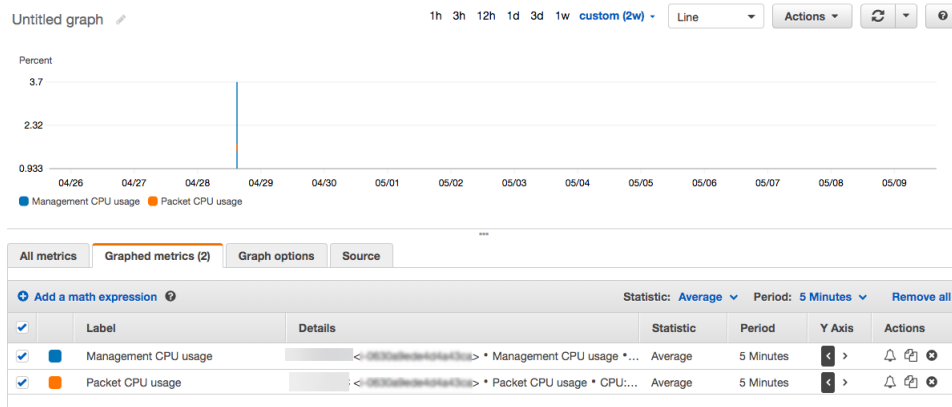 Untitled graph
1h 3h 12h 1d 3d 1w custom (2w) Line Actions
Percent
3.7
2.32
0.933
04/26 04/27 04/28 04/29 04/30 05/01 05/02 05/03 05/04 05/05 05/06 05/07 05/08 05/09
Management CPU usage Packet CPU usage
All metrics Graphed metrics (2) Graph options Source
Add a math expression Statistic: Average Period: 5 Minutes Remove all
Label Details Statistic Period Y Axis Actions
Management CPU usage < > • Management CPU usage •... Average 5 Minutes < >
Packet CPU usage < > • Packet CPU usage • CPU:... Average 5 Minutes < >